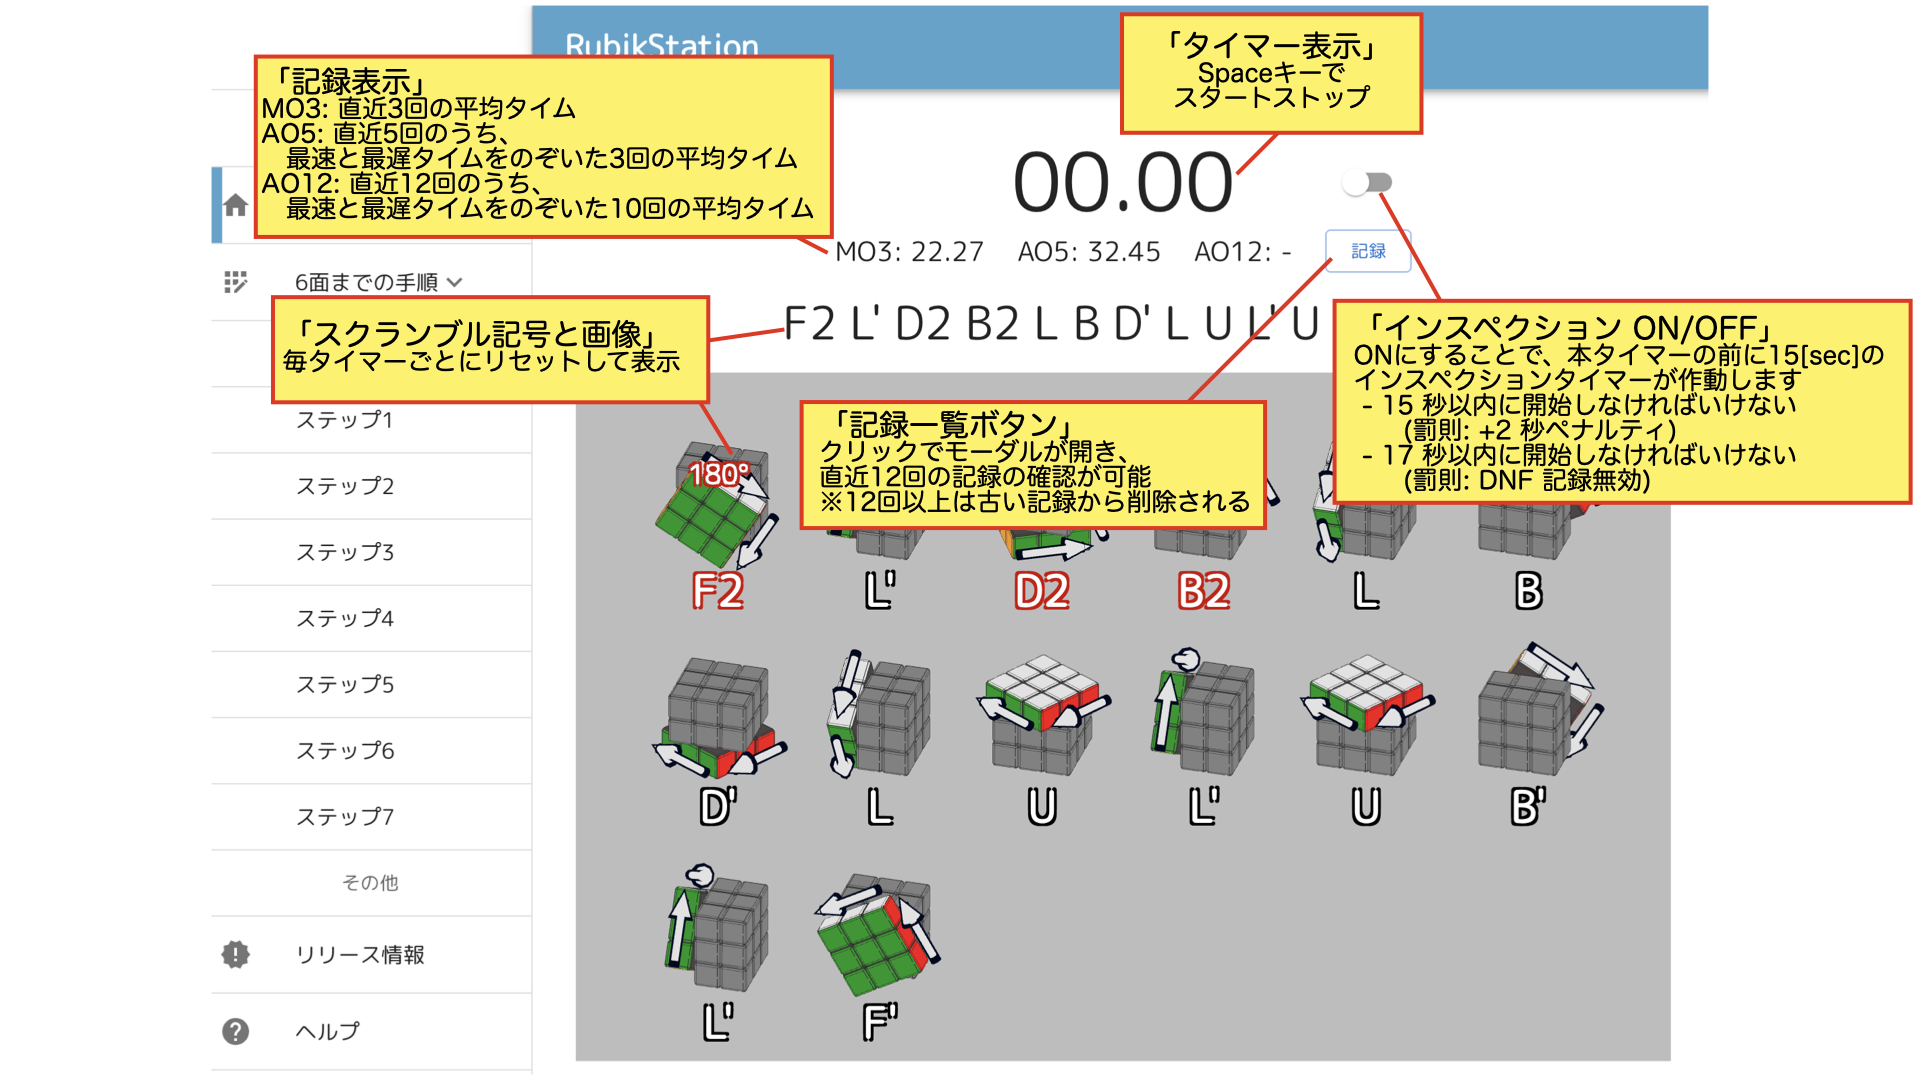 RubikStation
「タイマー表示」
Spaceキーで
スタートストップ
「記録表示」
MO3: 直近3回の平均タイム
AO5: 直近5回のうち、
最速と最遅タイムをのぞいた3回の平均タイム
AO12: 直近12回のうち、
最速と最遅タイムをのぞいた10回の平均タイム
00.00
MO3: 22.27 AO5: 32.45 AO12: -
記録
6面までの手順
「スクランブル記号と画像」
毎タイマーごとにリセットして表示
F2 L' D2 B2 L B D' L U L' U
「インスペクション ON/OFF」
ONにすることで、本タイマーの前に15[sec]の
インスペクションタイマーが作動します
- 15 秒以内に開始しなければいけない
(罰則: +2 秒ペナルティ)
- 17 秒以内に開始しなければいけない
(罰則: DNF 記録無効)
「記録一覧ボタン」
クリックでモーダルが開き、
直近12回の記録の確認が可能
※12回以上は古い記録から削除される
ステップ1
ステップ2
ステップ3
ステップ4
ステップ5
ステップ6
ステップ7
その他
リリース情報
ヘルプ
180°
F2 L' D2 B2 L B
D' L U L' U B'
L' F'